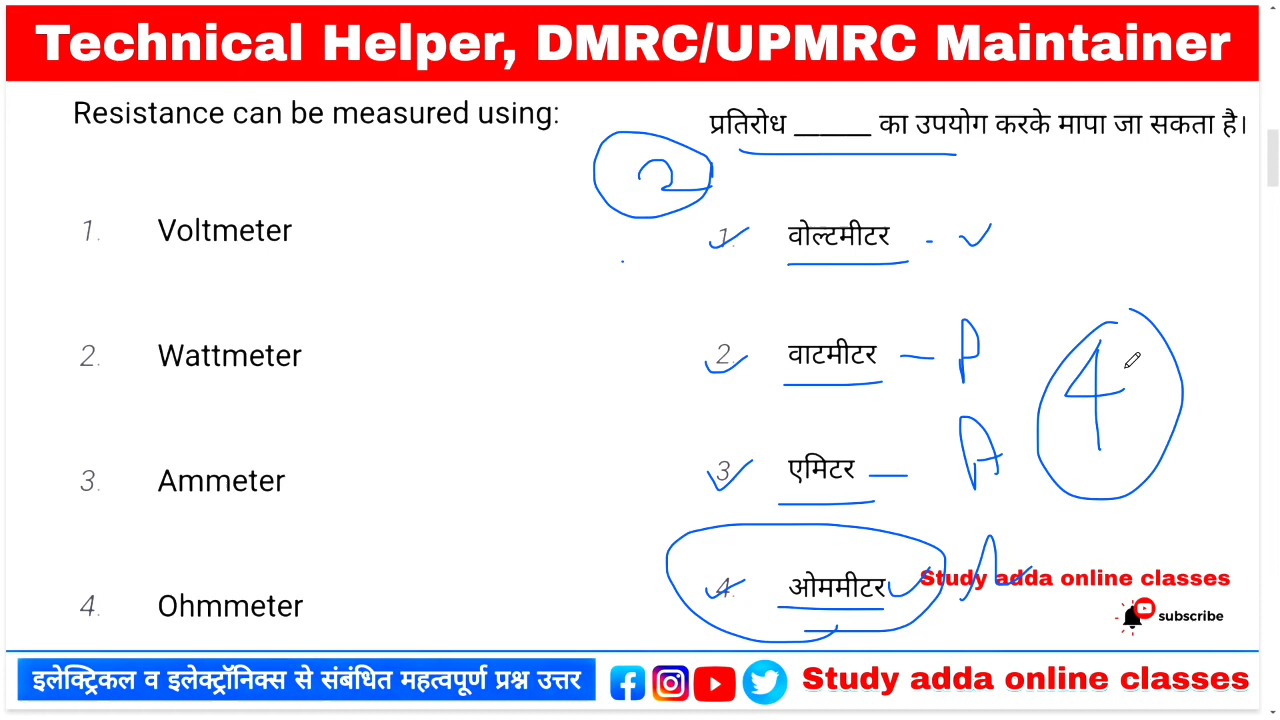 Technical Helper, DMRC/UPMRC Maintainer
Resistance can be measured using:
प्रतिरोध ______ का उपयोग करके मापा जा सकता है।
2
1. Voltmeter
1. वोल्टमीटर - V
2. Wattmeter
2. वाटमीटर — P
4
3. Ammeter
3. एमिटर — A
4. Ohmmeter
4. ओममीटर
Study adda online classes
subscribe
इलेक्ट्रिकल व इलेक्ट्रॉनिक्स से संबंधित महत्वपूर्ण प्रश्न उत्तर
Study adda online classes